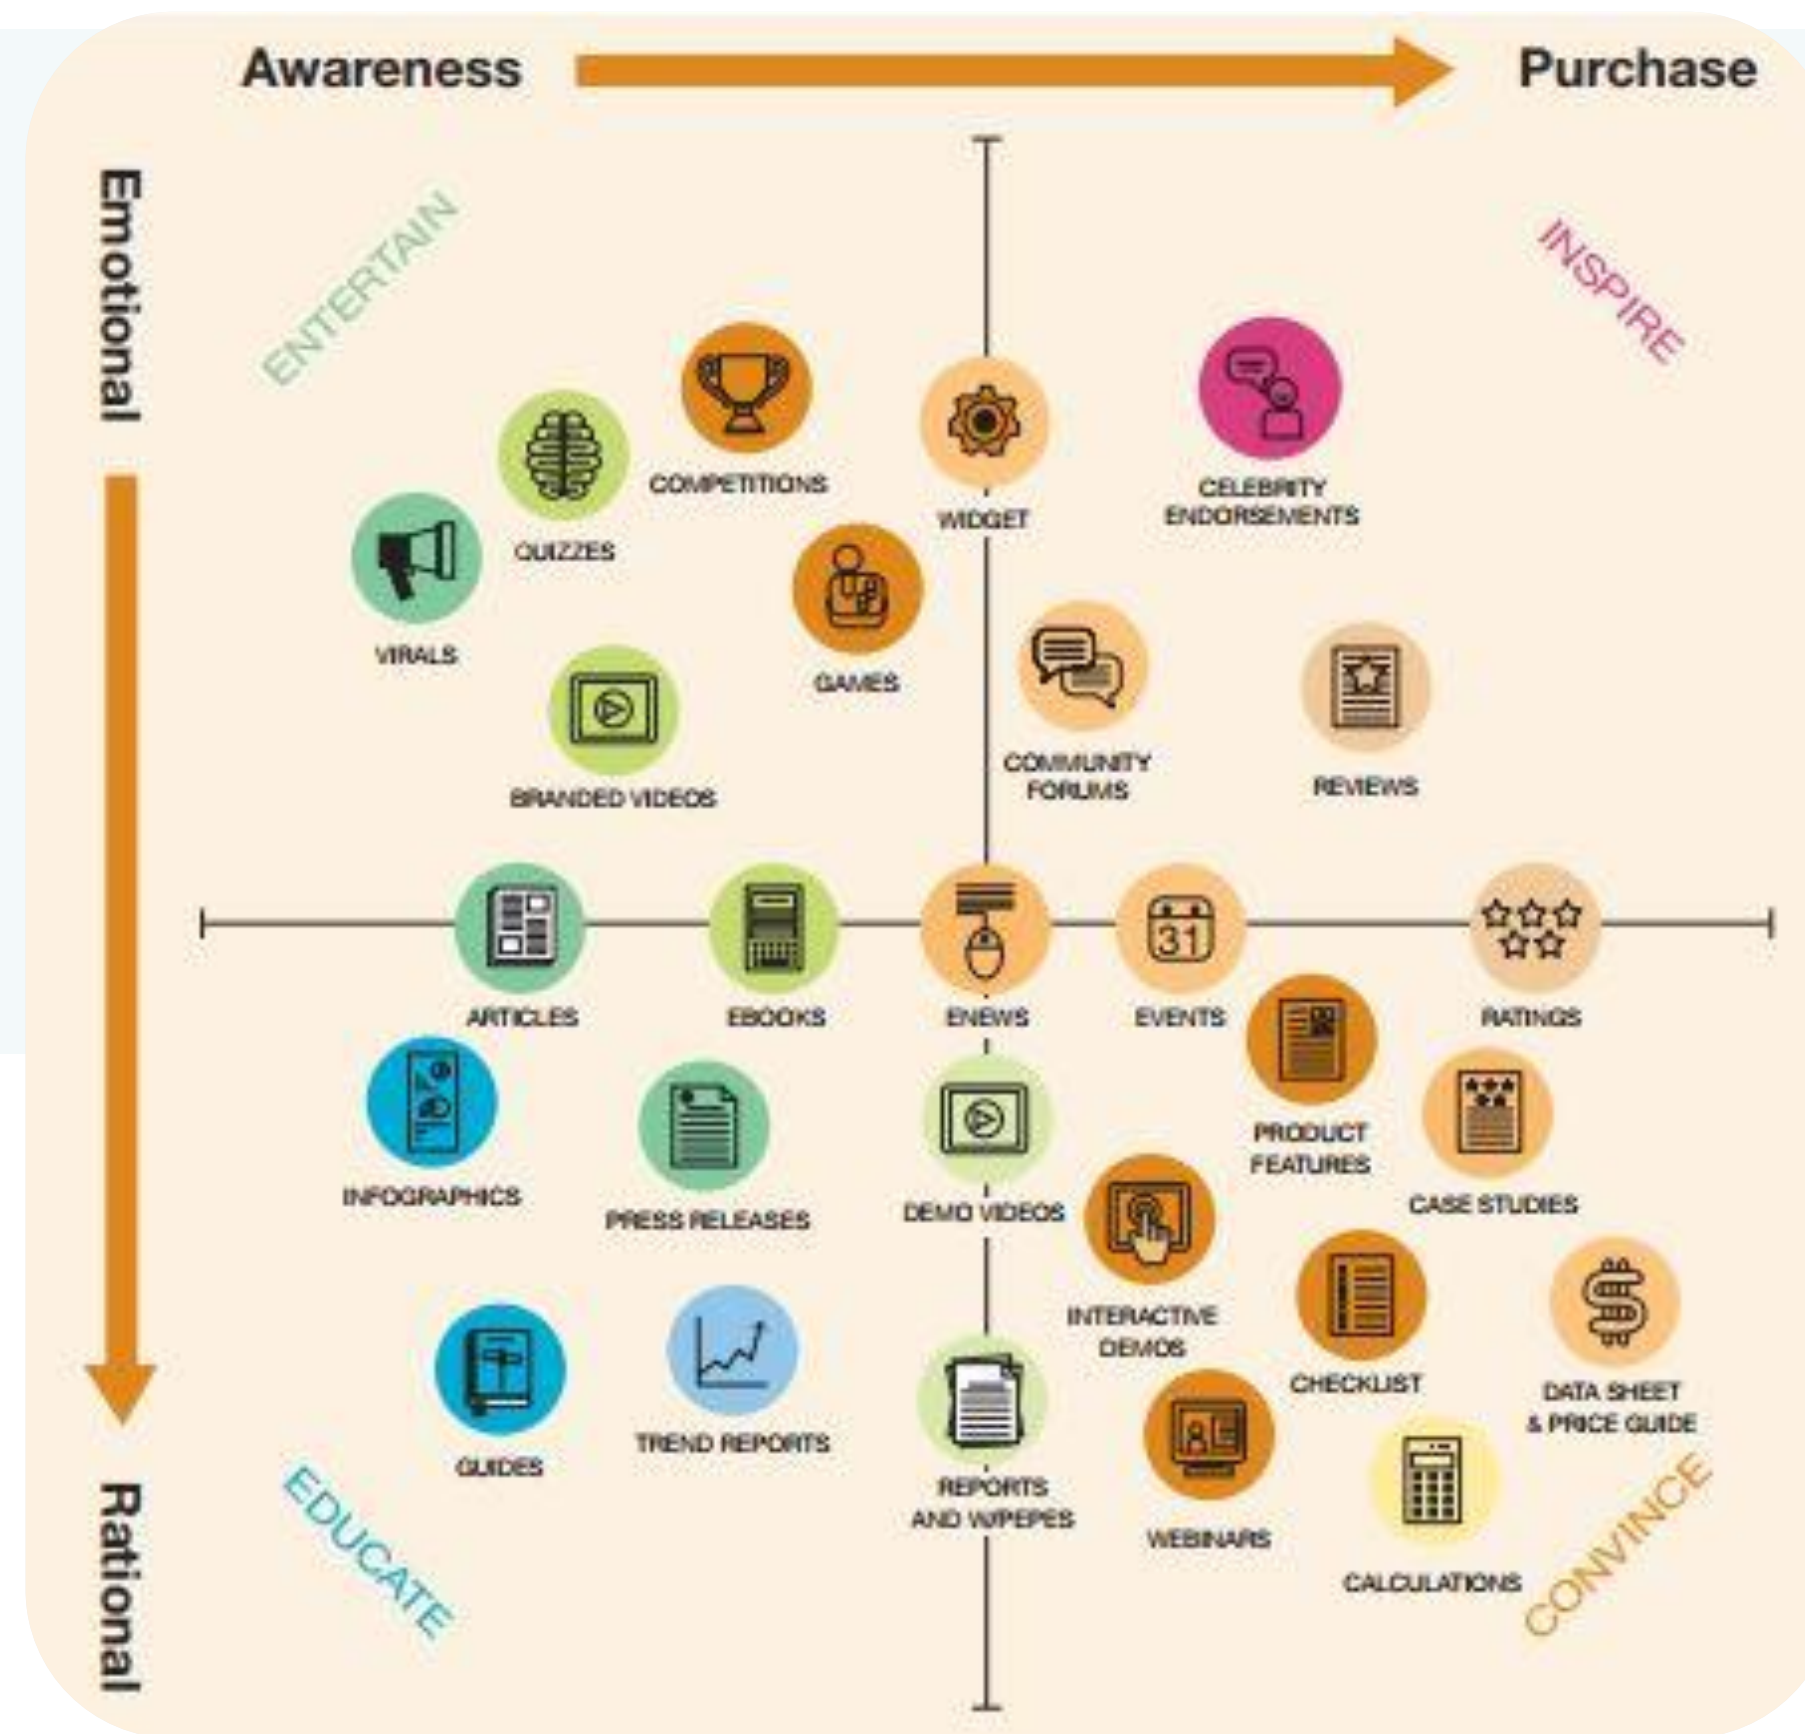 Awareness
Purchase
Emotional
ENTERTAIN
INSPIRE
COMPETITIONS
QUIZZES
WIDGET
CELEBRITY
ENDORSEMENTS
VIRALS
GAMES
BRANDED VIDEOS
COMMUNITY
FORUMS
REVIEWS
31
ARTICLES
EBOOKS
ENEWS
EVENTS
RATINGS
INFOGRAPHICS
PRESS RELEASES
DEMO VIDEOS
PRODUCT
FEATURES
CASE STUDIES
INTERACTIVE
DEMOS
CHECKLIST
DATA SHEET
& PRICE GUIDE
GUIDES
TREND REPORTS
REPORTS
AND W/PEPES
WEBINARS
CALCULATIONS
Rational
EDUCATE
CONVINCE